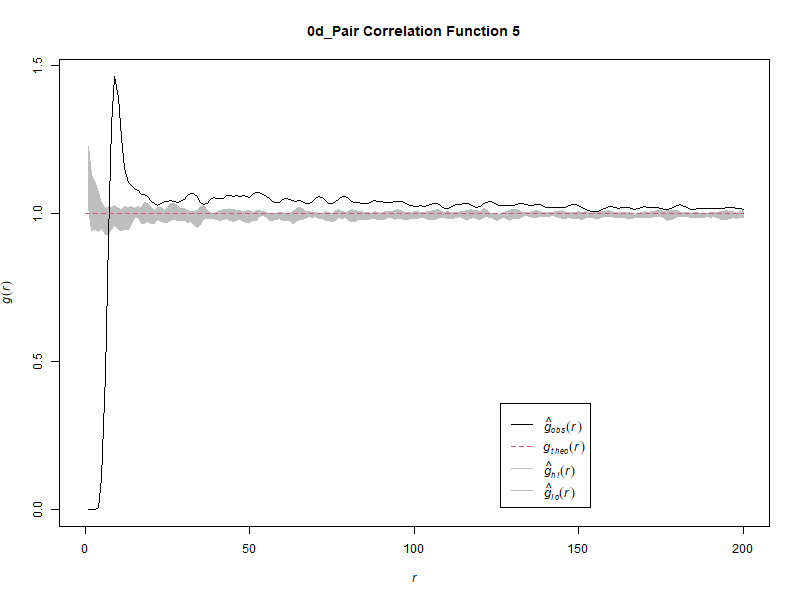 0d_Pair Correlation Function 5
g(r)
1.5
1.0
0.5
0.0
0 50 100 150 200
r
ĝobs(r)
gtheo(r)
ĝhi(r)
ĝlo(r)